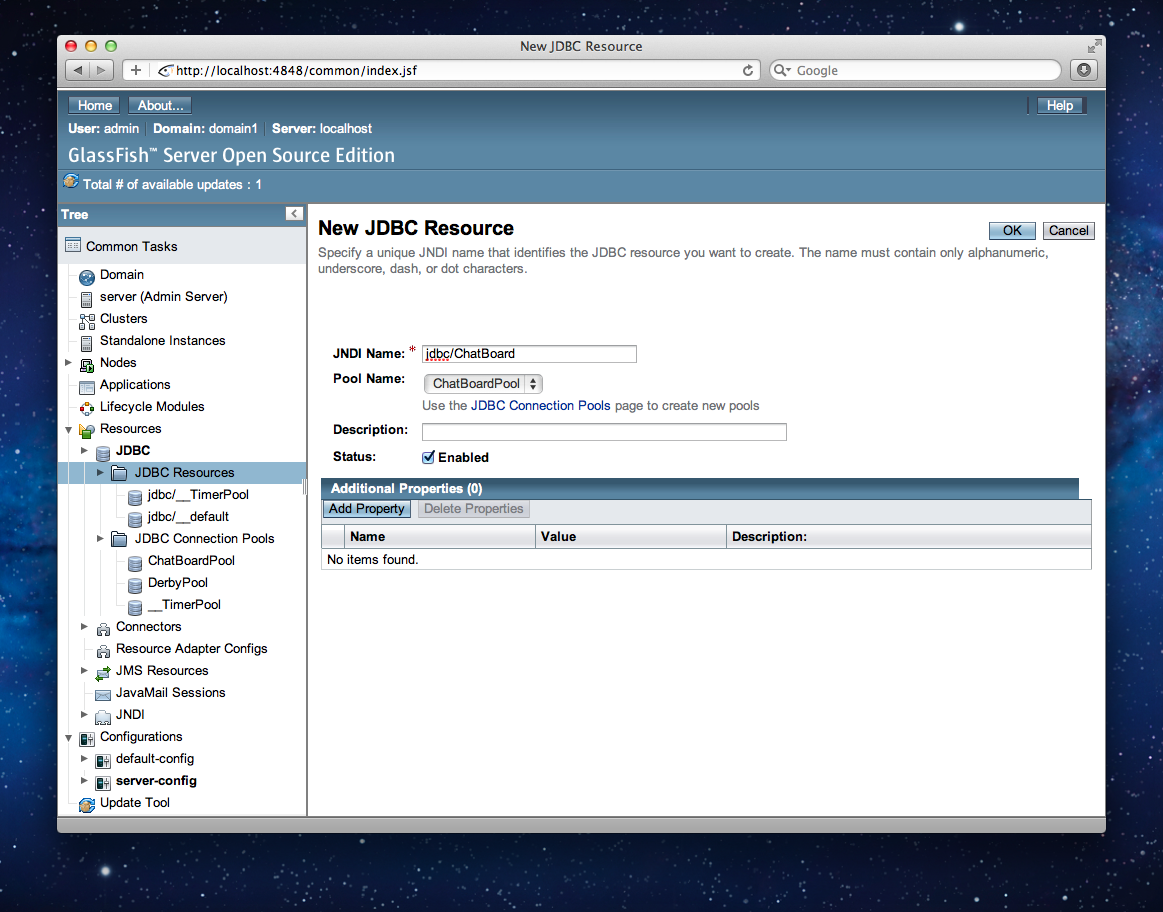 New JDBC Resource
http://localhost:4848/common/index.jsf
Google
Home About... Help
User: admin Domain: domain1 Server: localhost
GlassFish™ Server Open Source Edition
Total # of available updates : 1
Tree
Common Tasks
Domain
server (Admin Server)
Clusters
Standalone Instances
Nodes
Applications
Lifecycle Modules
Resources
JDBC
JDBC Resources
jdbc/__TimerPool
jdbc/__default
JDBC Connection Pools
ChatBoardPool
DerbyPool
__TimerPool
Connectors
Resource Adapter Configs
JMS Resources
JavaMail Sessions
JNDI
Configurations
default-config
server-config
Update Tool
New JDBC Resource
OK Cancel
Specify a unique JNDI name that identifies the JDBC resource you want to create. The name must contain only alphanumeric,
underscore, dash, or dot characters.
JNDI Name: * jdbc/ChatBoard
Pool Name: ChatBoardPool
Use the JDBC Connection Pools page to create new pools
Description:
Status: Enabled
Additional Properties (0)
Add Property Delete Properties
Name Value Description:
No items found.